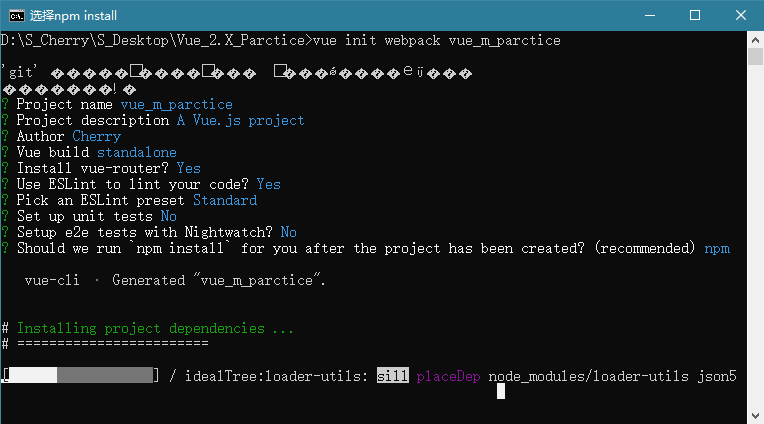 选择npm install
D:\S_Cherry\S_Desktop\Vue_2.X_Parctice>vue init webpack vue_m_parctice
'git'
? Project name vue_m_parctice
? Project description A Vue.js project
? Author Cherry
? Vue build standalone
? Install vue-router? Yes
? Use ESLint to lint your code? Yes
? Pick an ESLint preset Standard
? Set up unit tests No
? Setup e2e tests with Nightwatch? No
? Should we run `npm install` for you after the project has been created? (recommended) npm
vue-cli · Generated "vue_m_parctice".
# Installing project dependencies ...
# ========================
[ ] / idealTree:loader-utils: sill placeDep node_modules/loader-utils json5